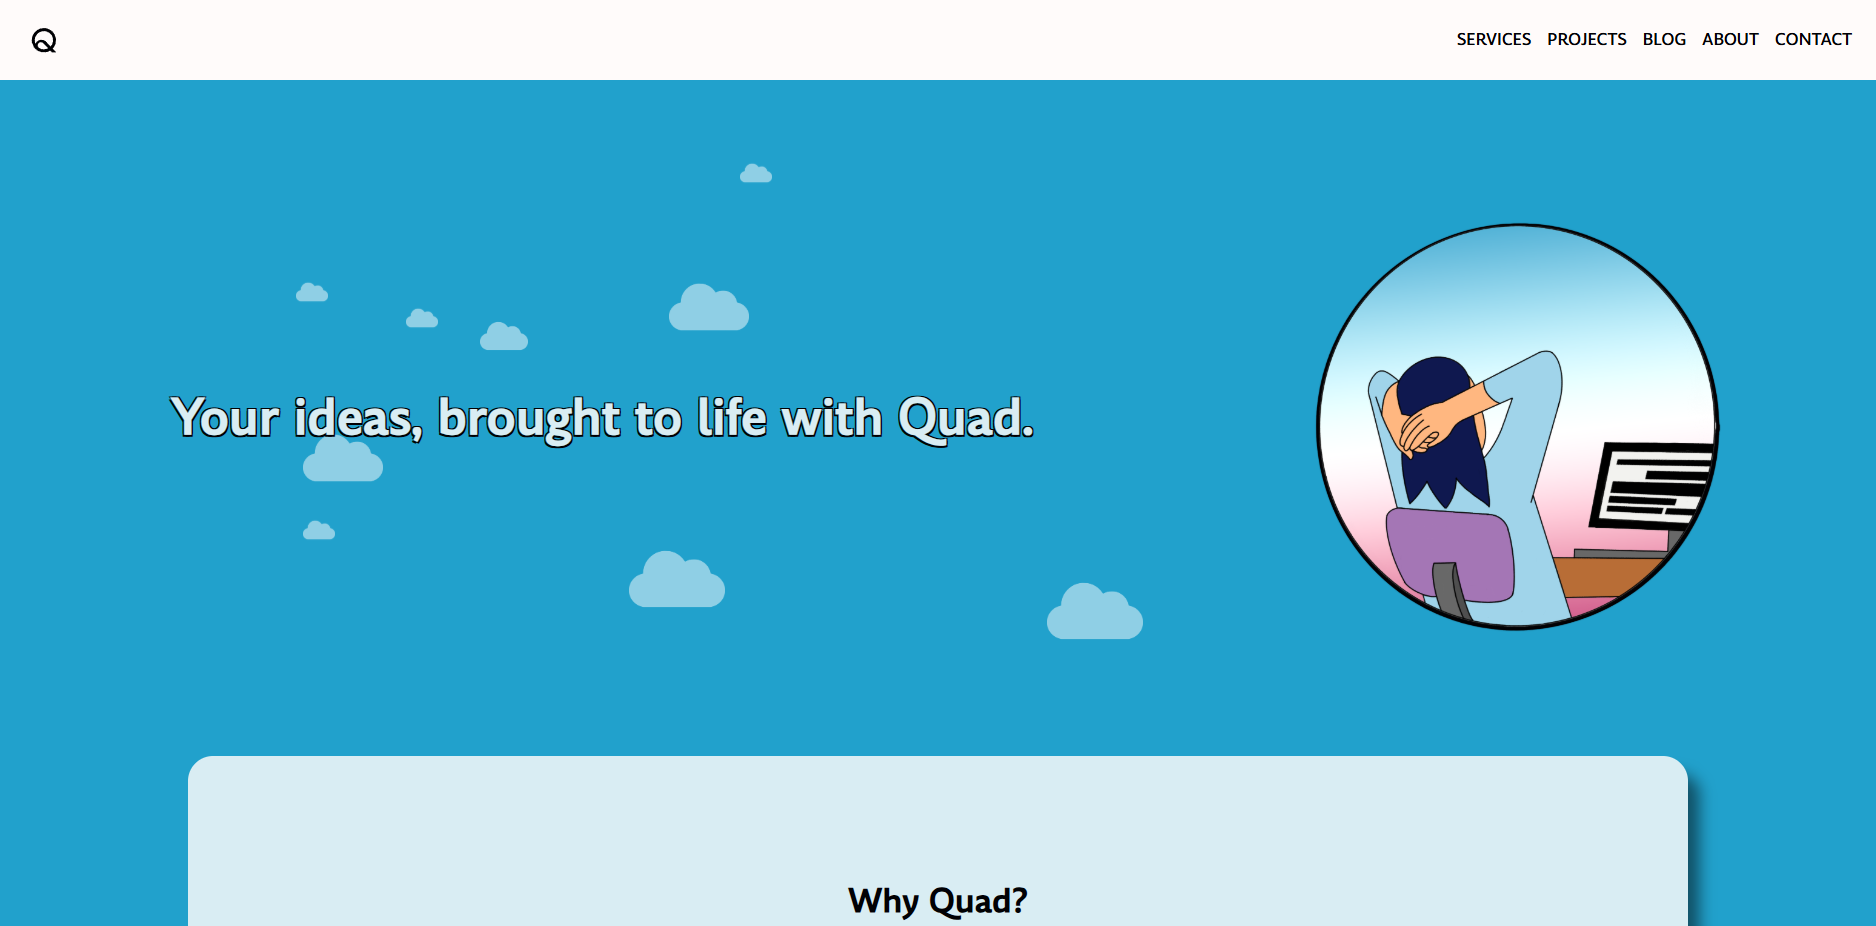 Q
SERVICES PROJECTS BLOG ABOUT CONTACT
Your ideas, brought to life with Quad.
Why Quad?